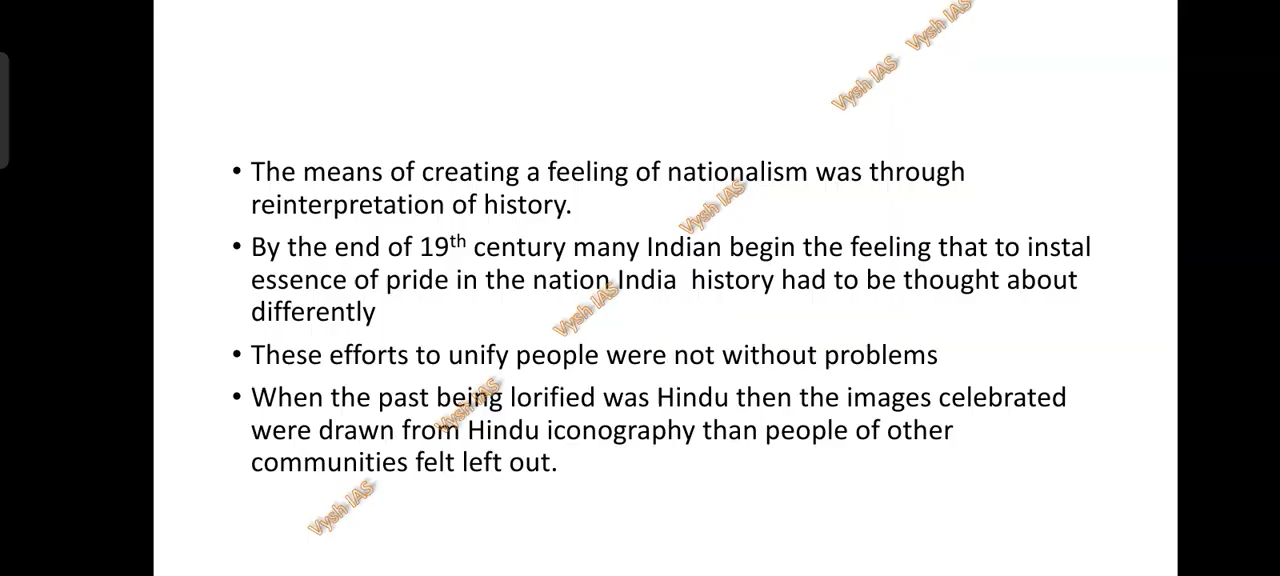 Vysh IAS
Vysh IAS
• The means of creating a feeling of nationalism was through
reinterpretation of history.
Vysh IAS
• By the end of 19th century many Indian begin the feeling that to instal
essence of pride in the nation India history had to be thought about
differently
Vysh IAS
• These efforts to unify people were not without problems
• When the past being lorified was Hindu then the images celebrated
were drawn from Hindu iconography than people of other
communities felt left out.
Vysh IAS
Vysh IAS